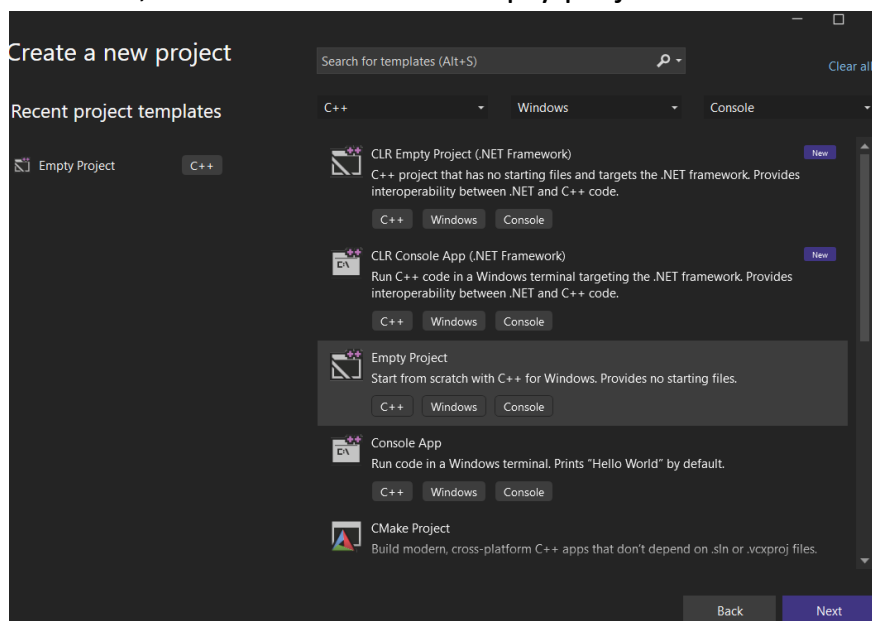 Create a new project
Search for templates (Alt+S)
Clear all
Recent project templates
C++
Windows
Console
Empty Project
C++
CLR Empty Project (.NET Framework)
New
C++ project that has no starting files and targets the .NET framework. Provides
interoperability between .NET and C++ code.
C++ Windows Console
CLR Console App (.NET Framework)
New
Run C++ code in a Windows terminal targeting the .NET framework. Provides
interoperability between .NET and C++ code.
C++ Windows Console
Empty Project
Start from scratch with C++ for Windows. Provides no starting files.
C++ Windows Console
Console App
Run code in a Windows terminal. Prints "Hello World" by default.
C++ Windows Console
CMake Project
Build modern, cross-platform C++ apps that don't depend on .sln or .vcxproj files.
Back
Next